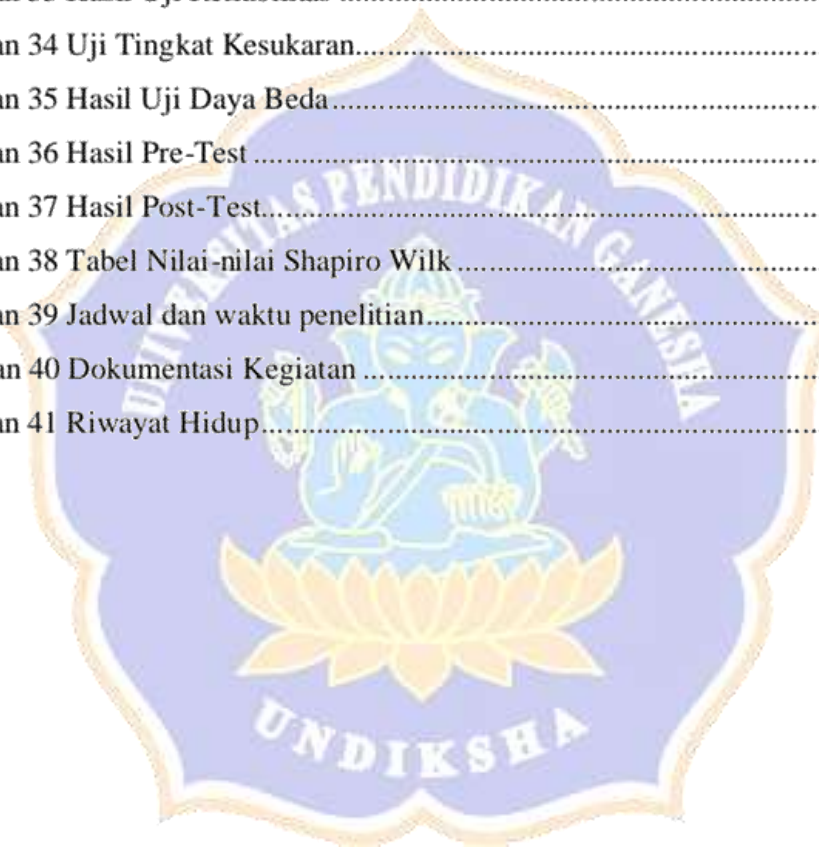 an 34 Uji Tingkat Kesukaran........................................................
an 35 Hasil Uji Daya Beda............................................................
an 36 Hasil Pre-Test .....................................................................
an 37 Hasil Post-Test....................................................................
an 38 Tabel Nilai-nilai Shapiro Wilk ............................................
an 39 Jadwal dan waktu penelitian................................................
an 40 Dokumentasi Kegiatan .......................................................
an 41 Riwayat Hidup....................................................................
UNIVERSITAS PENDIDIKAN GANESHA
UNDIKSHA